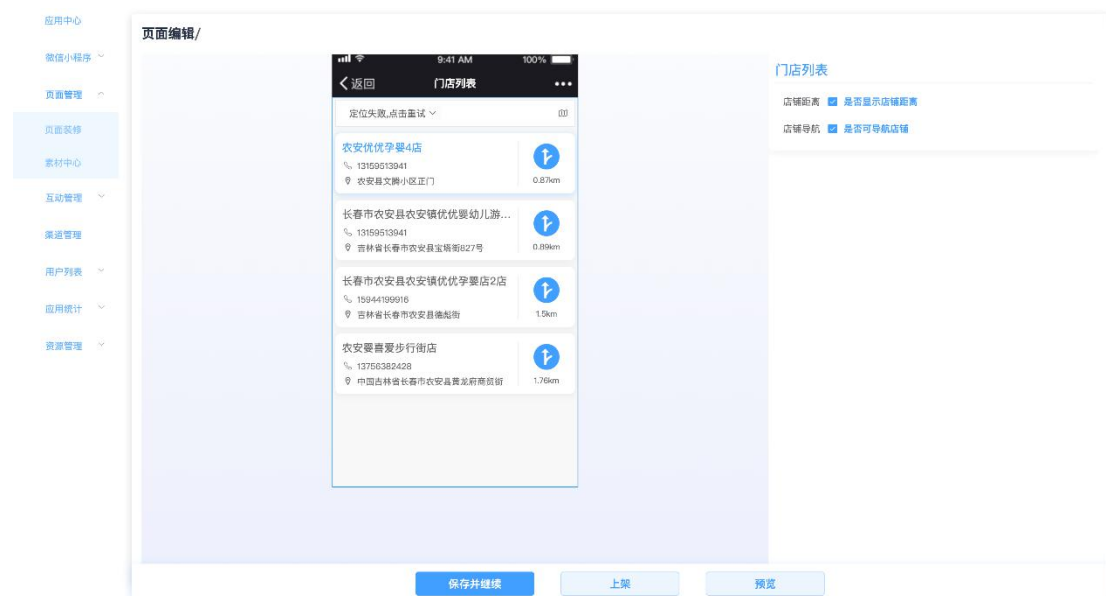 应用中心
微信小程序
页面管理
页面装修
素材中心
互动管理
渠道管理
用户列表
应用统计
资源管理
页面编辑/
9:41 AM 100%
返回 门店列表
定位失败,点击重试
农安优优孕婴4店
13159513941
农安县文腾小区正门
0.87km
长春市农安县农安镇优优婴幼儿游...
13159513941
吉林省长春市农安县宝塔街827号
0.89km
长春市农安县农安镇优优孕婴店2店
15944199916
吉林省长春市农安县德彪街
1.5km
农安婴喜爱步行街店
13756382428
中国吉林省长春市农安县黄龙府商贸街
1.76km
门店列表
店铺距离 是否显示店铺距离
店铺导航 是否可导航店铺
保存并继续 上架 预览